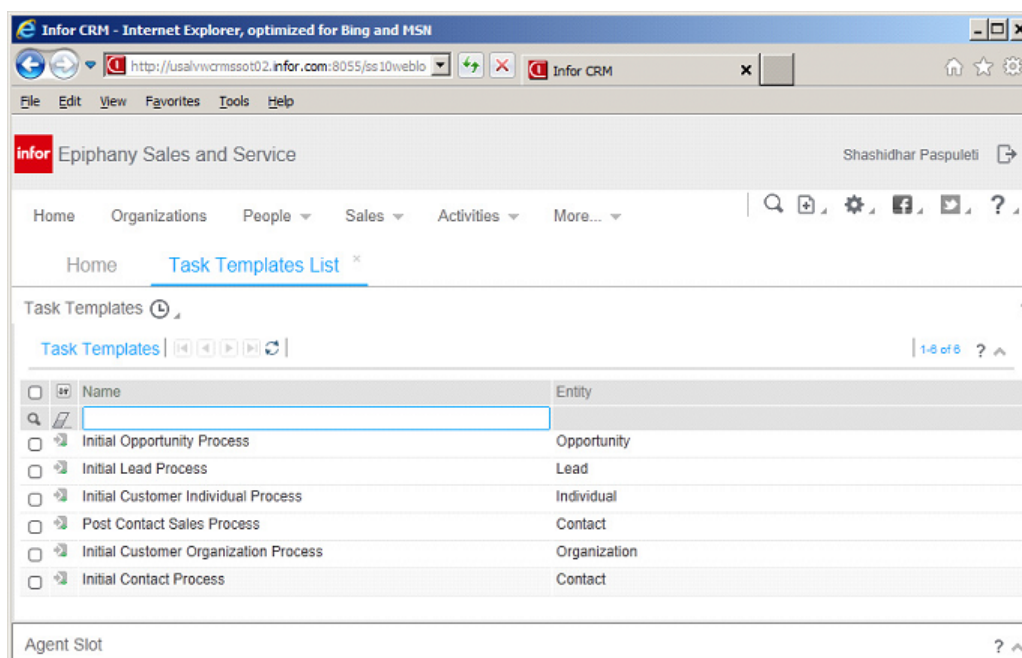 Infor CRM - Internet Explorer, optimized for Bing and MSN
http://usalvwcrmssot02.infor.com:8055/ss10weblo Infor CRM
File Edit View Favorites Tools Help
infor Epiphany Sales and Service Shashidhar Paspuleti
Home Organizations People Sales Activities More... ?
Home Task Templates List
Task Templates
Task Templates 1-6 of 6 ?
Name Entity
Initial Opportunity Process Opportunity
Initial Lead Process Lead
Initial Customer Individual Process Individual
Post Contact Sales Process Contact
Initial Customer Organization Process Organization
Initial Contact Process Contact
Agent Slot ?